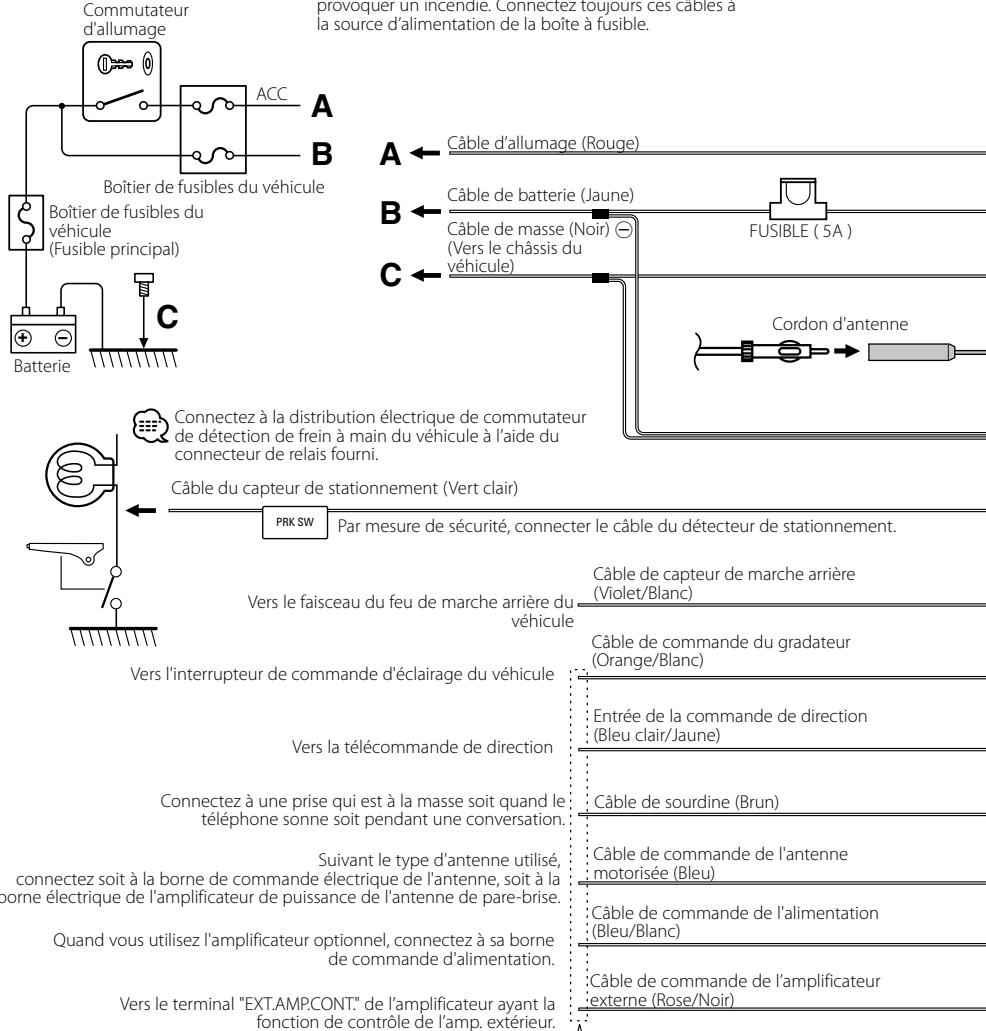 provoquer un incendie. Connectez toujours ces câbles à
la source d’alimentation de la boîte à fusible.
Commutateur
d'allumage
ACC
A
B
Boîtier de fusibles du véhicule
Boîtier de fusibles du
véhicule
(Fusible principal)
C
Batterie
A
Câble d’allumage (Rouge)
B
Câble de batterie (Jaune)
FUSIBLE ( 5A )
C
Câble de masse (Noir) ⊖
(Vers le châssis du
véhicule)
Cordon d'antenne
Connectez à la distribution électrique de commutateur
de détection de frein à main du véhicule à l’aide du
connecteur de relais fourni.
Câble du capteur de stationnement (Vert clair)
PRK SW
Par mesure de sécurité, connecter le câble du détecteur de stationnement.
Vers le faisceau du feu de marche arrière du
véhicule
Câble de capteur de marche arrière
(Violet/Blanc)
Vers l'interrupteur de commande d'éclairage du véhicule
Câble de commande du gradateur
(Orange/Blanc)
Vers la télécommande de direction
Entrée de la commande de direction
(Bleu clair/Jaune)
Connectez à une prise qui est à la masse soit quand le
téléphone sonne soit pendant une conversation.
Câble de sourdine (Brun)
Suivant le type d'antenne utilisé,
connectez soit à la borne de commande électrique de l'antenne, soit à la
borne électrique de l'amplificateur de puissance de l'antenne de pare-brise.
Câble de commande de l'antenne
motorisée (Bleu)
Quand vous utilisez l'amplificateur optionnel, connectez à sa borne
de commande d'alimentation.
Câble de commande de l'alimentation
(Bleu/Blanc)
Vers le terminal "EXT.AMP.CONT." de l’amplificateur ayant la
fonction de contrôle de l’amp. extérieur.
Câble de commande de l’amplificateur
externe (Rose/Noir)